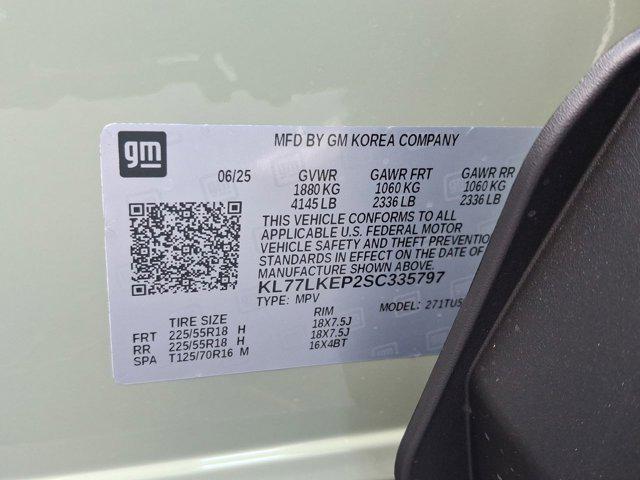 gm
MFD BY GM KOREA COMPANY
06/25 GVWR GAWR FRT GAWR RR
1880 KG 1060 KG 1060 KG
4145 LB 2336 LB 2336 LB
THIS VEHICLE CONFORMS TO ALL
APPLICABLE U.S. FEDERAL MOTOR
VEHICLE SAFETY AND THEFT PREVENTIO
STANDARDS IN EFFECT ON THE DATE OF
MANUFACTURE SHOWN ABOVE.
KL77LKEP2SC335797
TYPE: MPV MODEL: 271TUS
TIRE SIZE RIM
FRT 225/55R18 H 18X7.5J
RR 225/55R18 H 18X7.5J
SPA T125/70R16 M 16X4BT